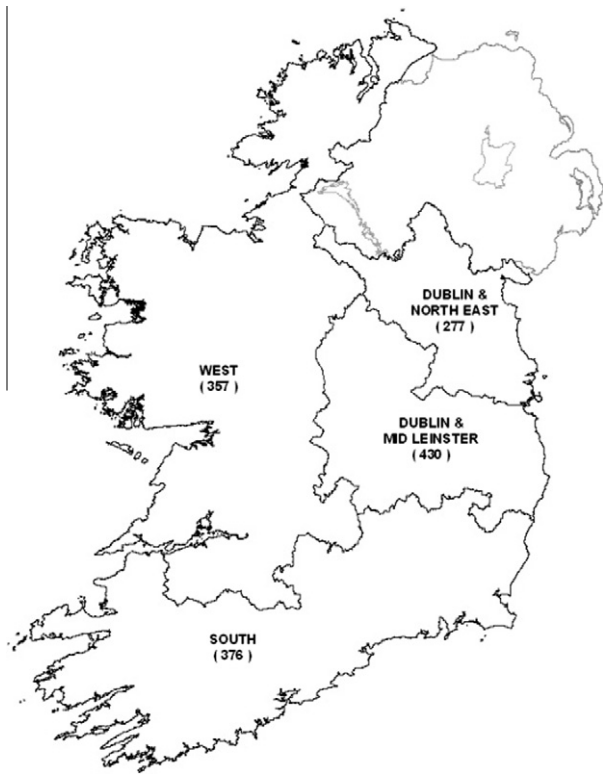 DUBLIN &
NORTH EAST
( 277 )
WEST
( 357 )
DUBLIN &
MID LEINSTER
( 430 )
SOUTH
( 376 )